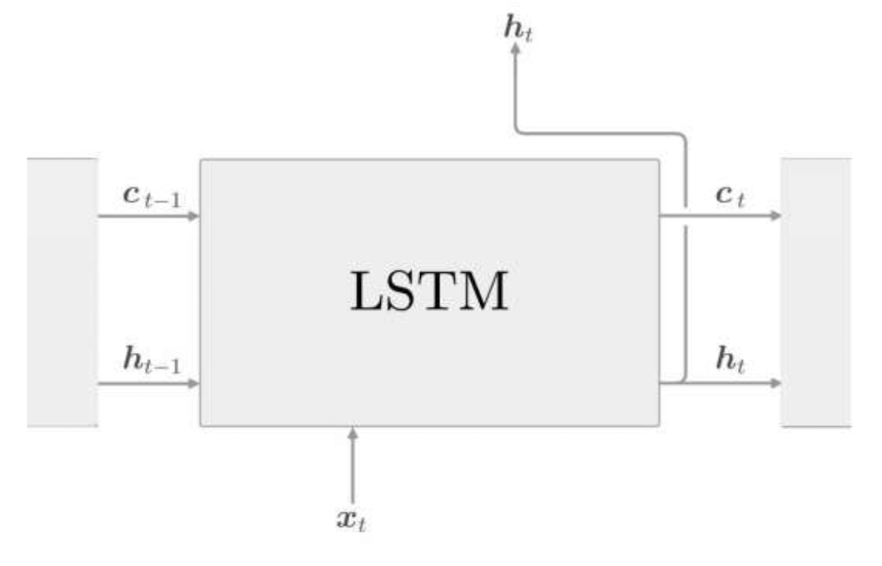 h_t
c_{t-1}
c_t
LSTM
h_{t-1}
h_t
x_t